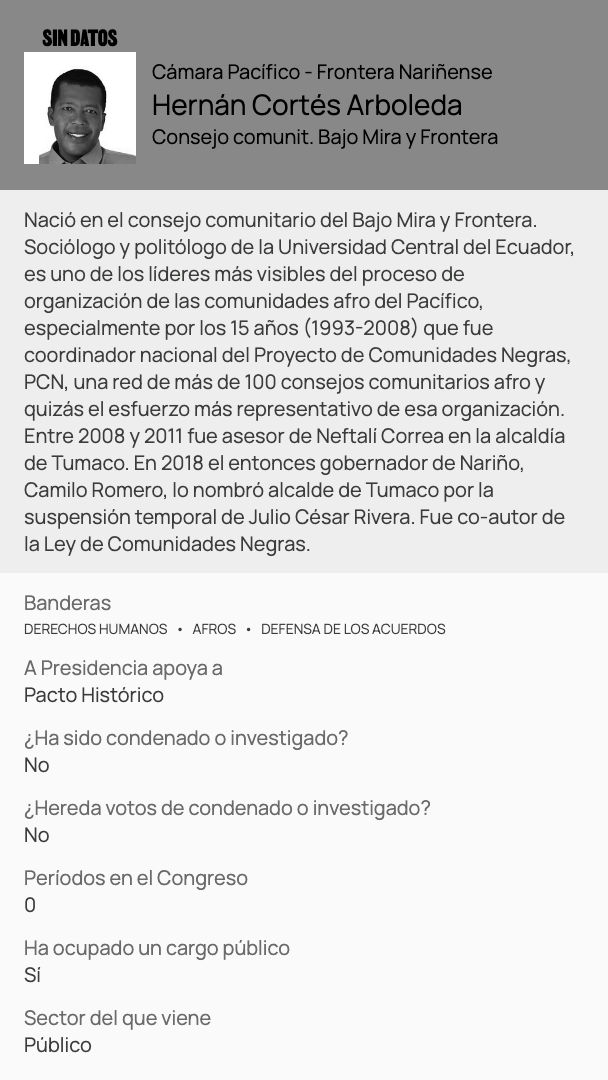 SIN DATOS
Cámara Pacífico - Frontera Nariñense
Hernán Cortés Arboleda
Consejo comunit. Bajo Mira y Frontera
Nació en el consejo comunitario del Bajo Mira y Frontera.
Sociólogo y politólogo de la Universidad Central del Ecuador,
es uno de los líderes más visibles del proceso de
organización de las comunidades afro del Pacífico,
especialmente por los 15 años (1993-2008) que fue
coordinador nacional del Proyecto de Comunidades Negras,
PCN, una red de más de 100 consejos comunitarios afro y
quizás el esfuerzo más representativo de esa organización.
Entre 2008 y 2011 fue asesor de Neftalí Correa en la alcaldía
de Tumaco. En 2018 el entonces gobernador de Nariño,
Camilo Romero, lo nombró alcalde de Tumaco por la
suspensión temporal de Julio César Rivera. Fue co-autor de
la Ley de Comunidades Negras.
Banderas
DERECHOS HUMANOS • AFROS • DEFENSA DE LOS ACUERDOS
A Presidencia apoya a
Pacto Histórico
¿Ha sido condenado o investigado?
No
¿Hereda votos de condenado o investigado?
No
Períodos en el Congreso
0
Ha ocupado un cargo público
Sí
Sector del que viene
Público